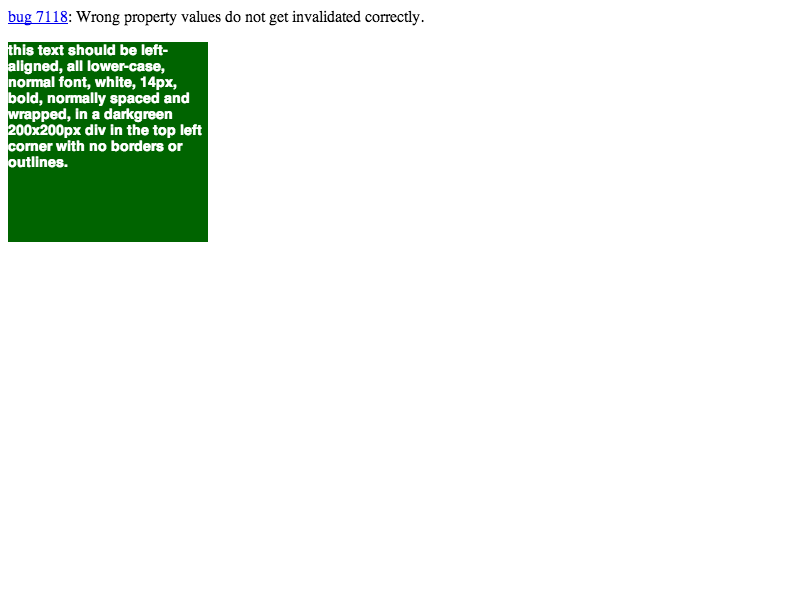 bug 7118: Wrong property values do not get invalidated correctly.
this text should be left-
aligned, all lower-case,
normal font, white, 14px,
bold, normally spaced and
wrapped, in a darkgreen
200x200px div in the top left
corner with no borders or
outlines.